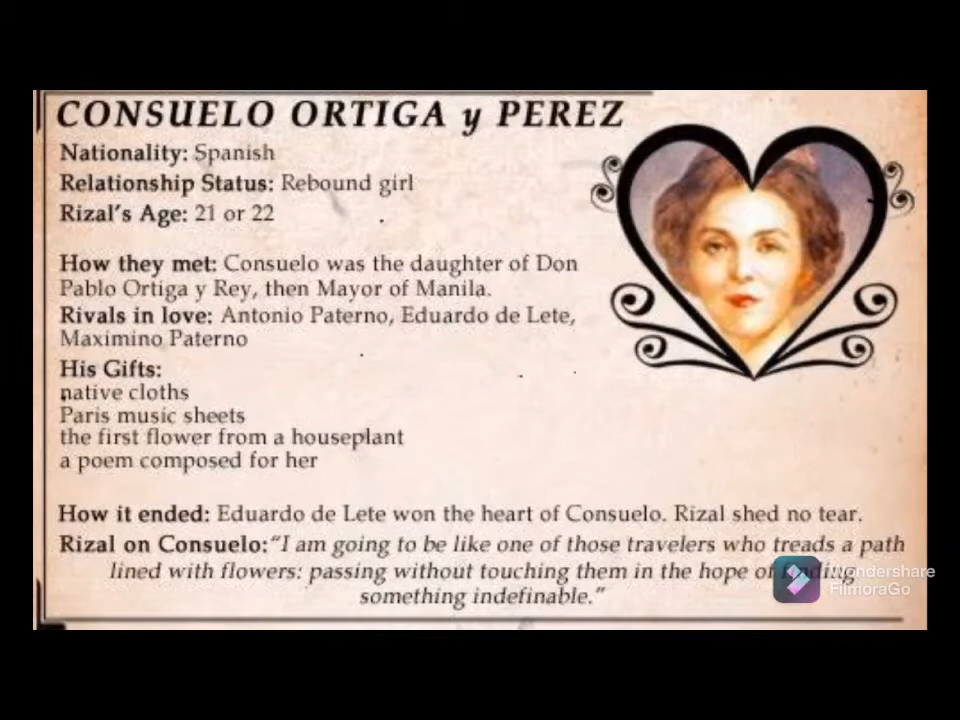 CONSUELO ORTIGA y PEREZ
Nationality: Spanish
Relationship Status: Rebound girl
Rizal's Age: 21 or 22
How they met: Consuelo was the daughter of Don
Pablo Ortiga y Rey, then Mayor of Manila.
Rivals in love: Antonio Paterno, Eduardo de Lete,
Maximino Paterno
His Gifts:
native cloths
Paris music sheets
the first flower from a houseplant
a poem composed for her
How it ended: Eduardo de Lete won the heart of Consuelo. Rizal shed no tear.
Rizal on Consuelo:"I am going to be like one of those travelers who treads a path
lined with flowers: passing without touching them in the hope of finding
something indefinable."
Wondershare
FilmoraGo